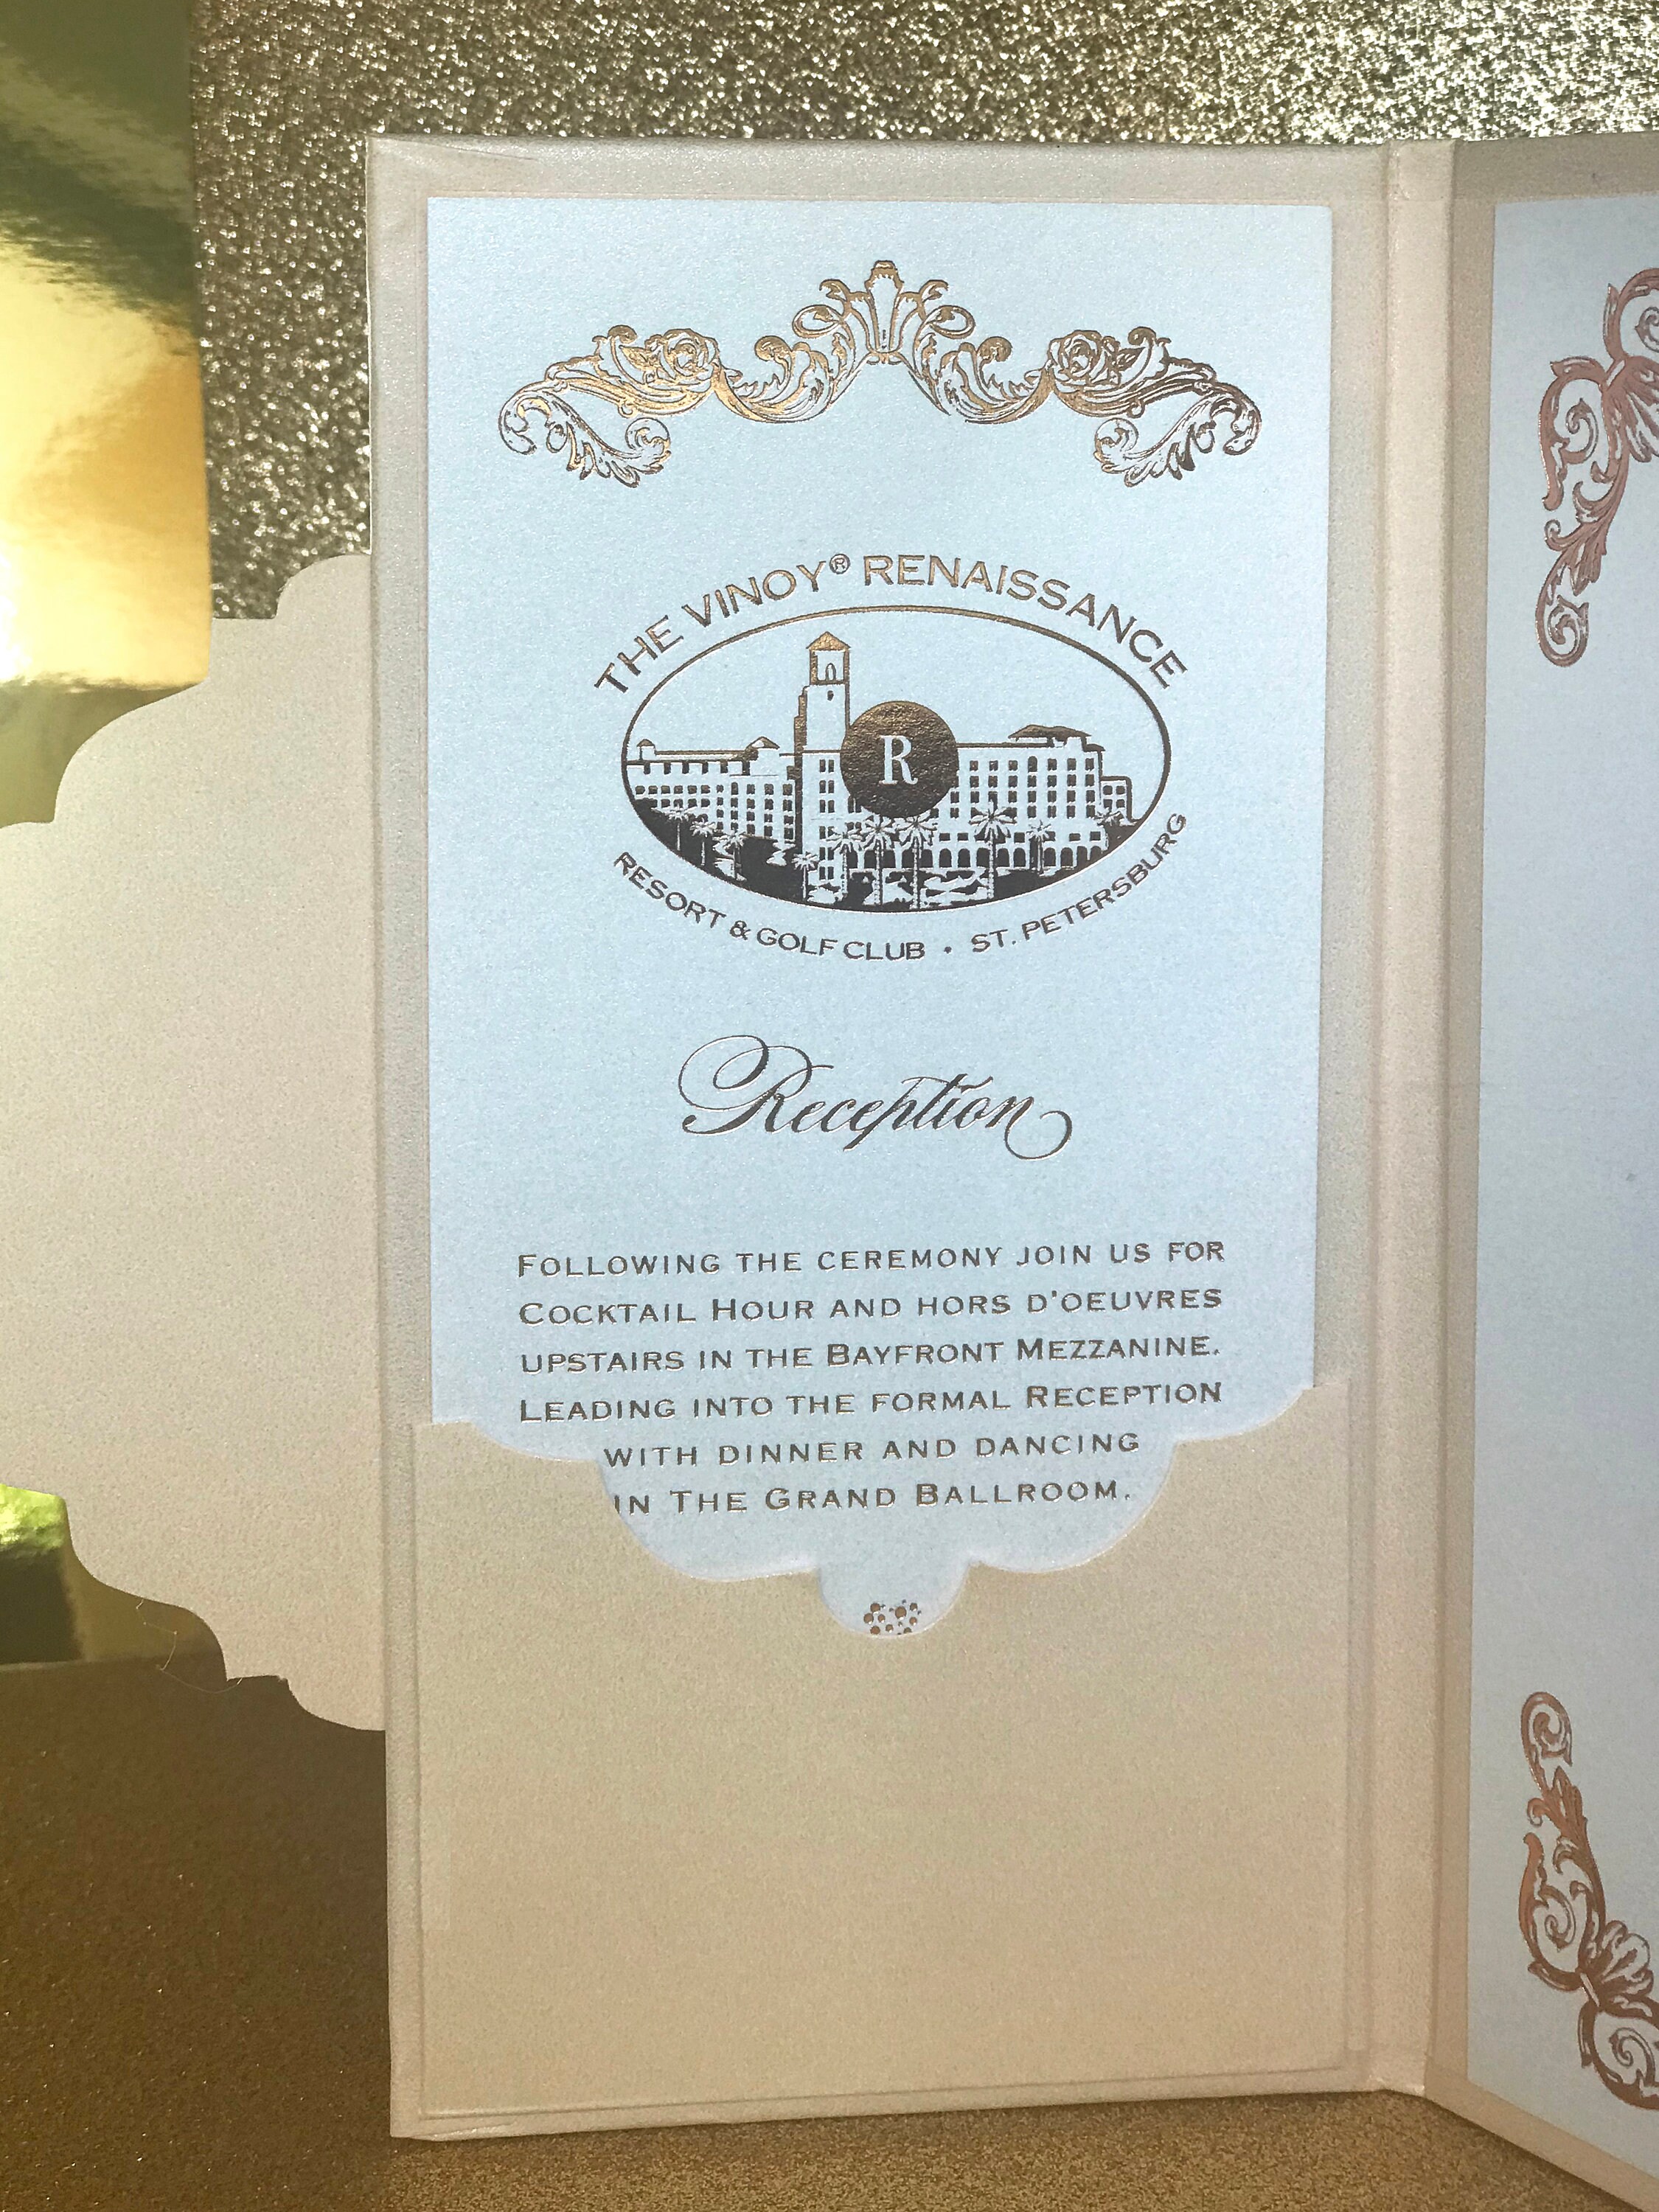 THE VINOY® RENAISSANCE
R
RESORT & GOLF CLUB • ST. PETERSBURG
Reception
FOLLOWING THE CEREMONY JOIN US FOR
COCKTAIL HOUR AND HORS D'OEUVRES
UPSTAIRS IN THE BAYFRONT MEZZANINE.
LEADING INTO THE FORMAL RECEPTION
WITH DINNER AND DANCING
IN THE GRAND BALLROOM.